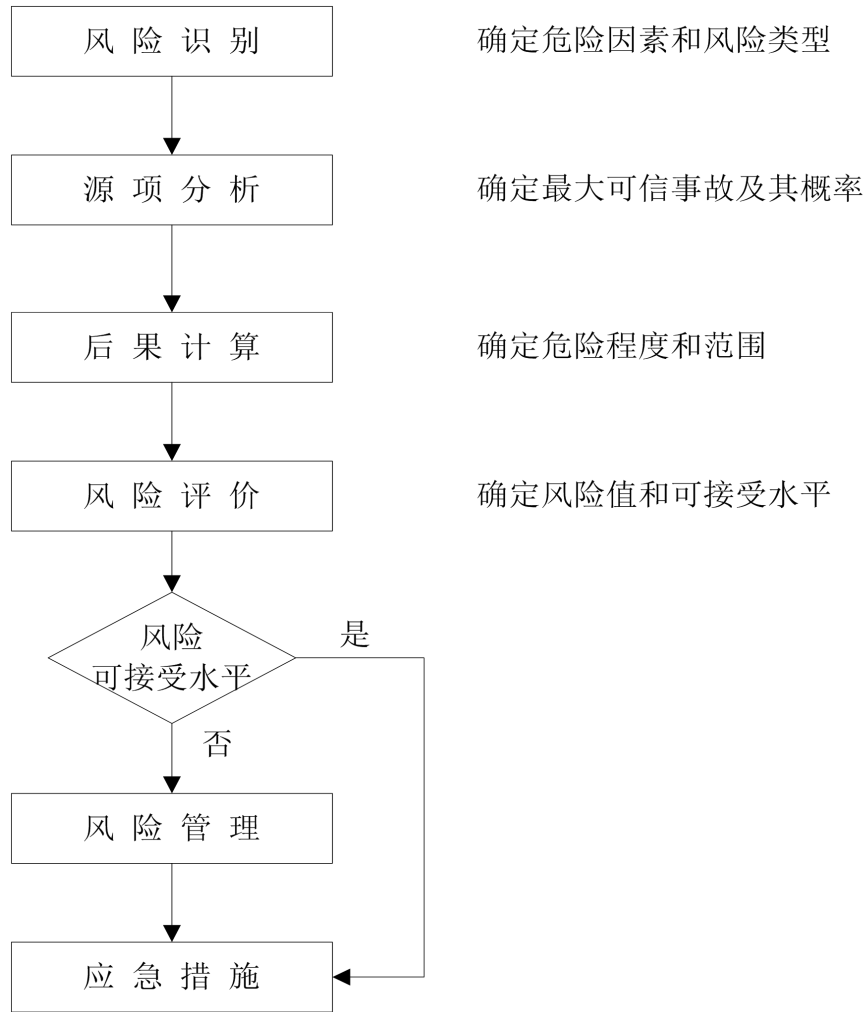 风险识别 确定危险因素和风险类型
源项分析 确定最大可信事故及其概率
后果计算 确定危险程度和范围
风险评价 确定风险值和可接受水平
风险
可接受水平
是
否
风险管理
应急措施